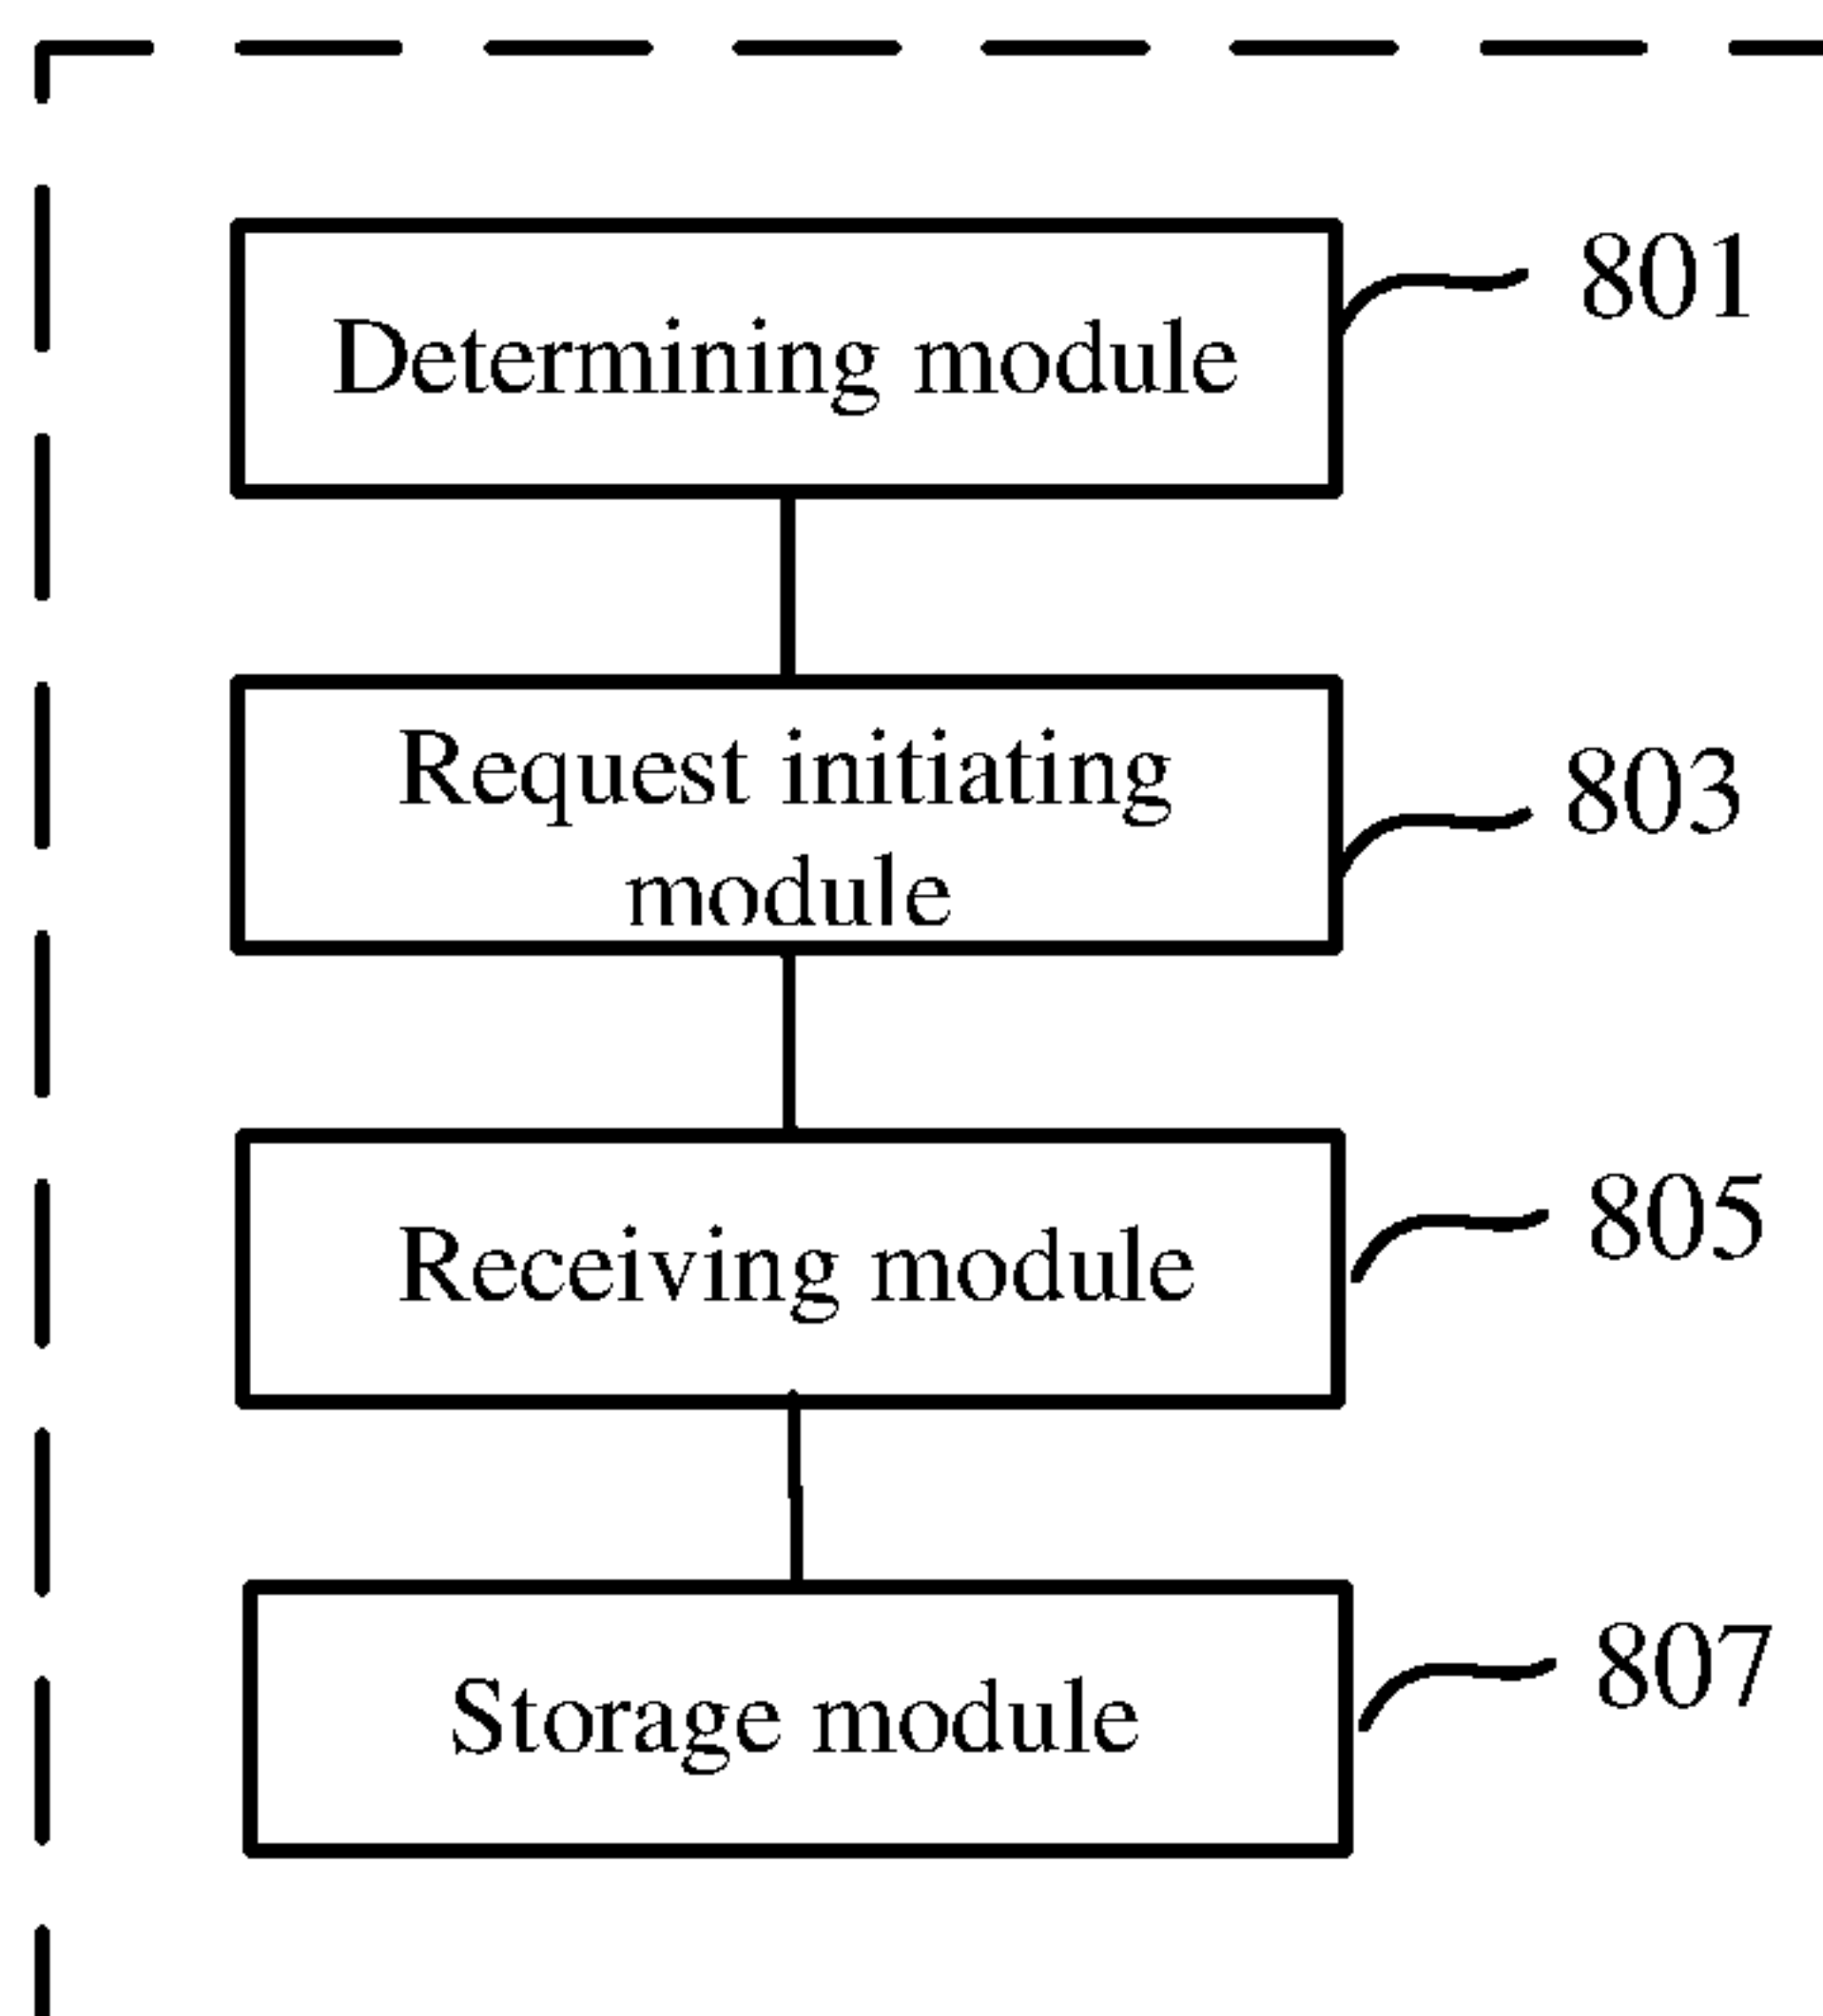 801
Determining module
803
Request initiating
module
805
Receiving module
807
Storage module